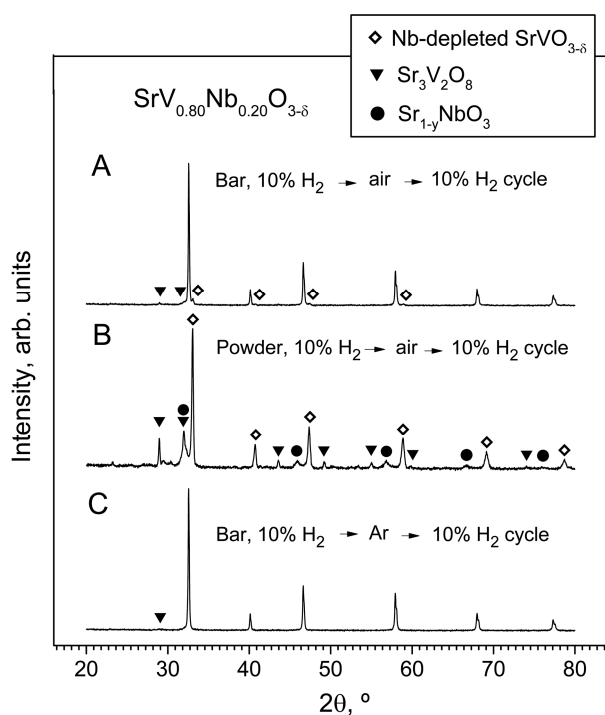 Nb-depleted SrVO3-δ
Sr3V2O8
Sr1-yNbO3
SrV0.80Nb0.20O3-δ
A
Bar, 10% H2 → air → 10% H2 cycle
B
Powder, 10% H2 → air → 10% H2 cycle
C
Bar, 10% H2 → Ar → 10% H2 cycle
Intensity, arb. units
20 30 40 50 60 70 80
2θ, º